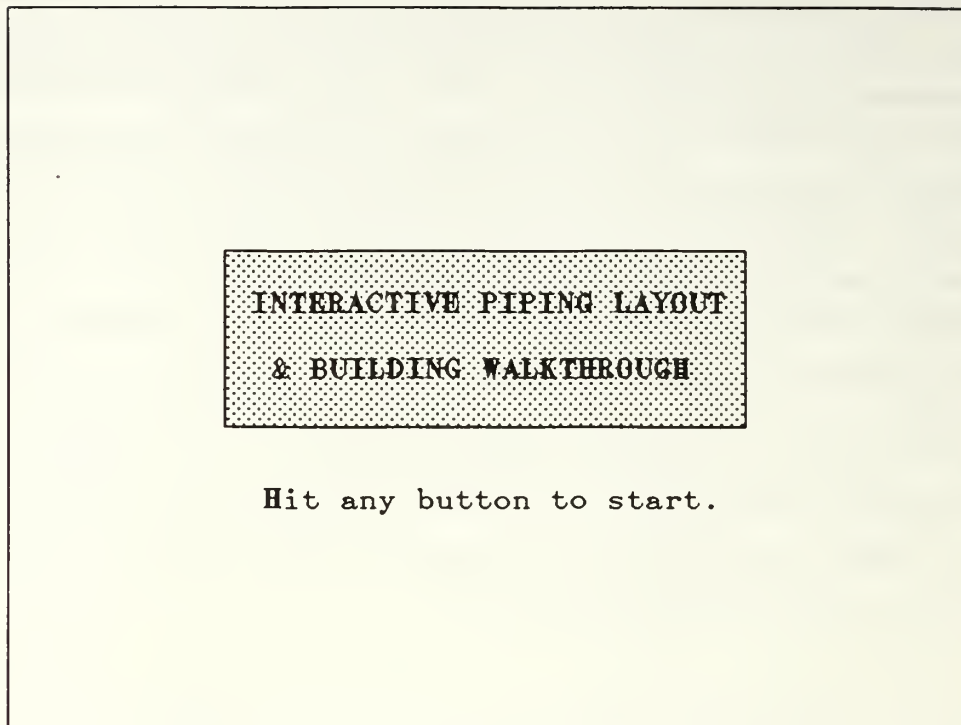 INTERACTIVE PIPING LAYOUT
& BUILDING WALKTHROUGH
Hit any button to start.